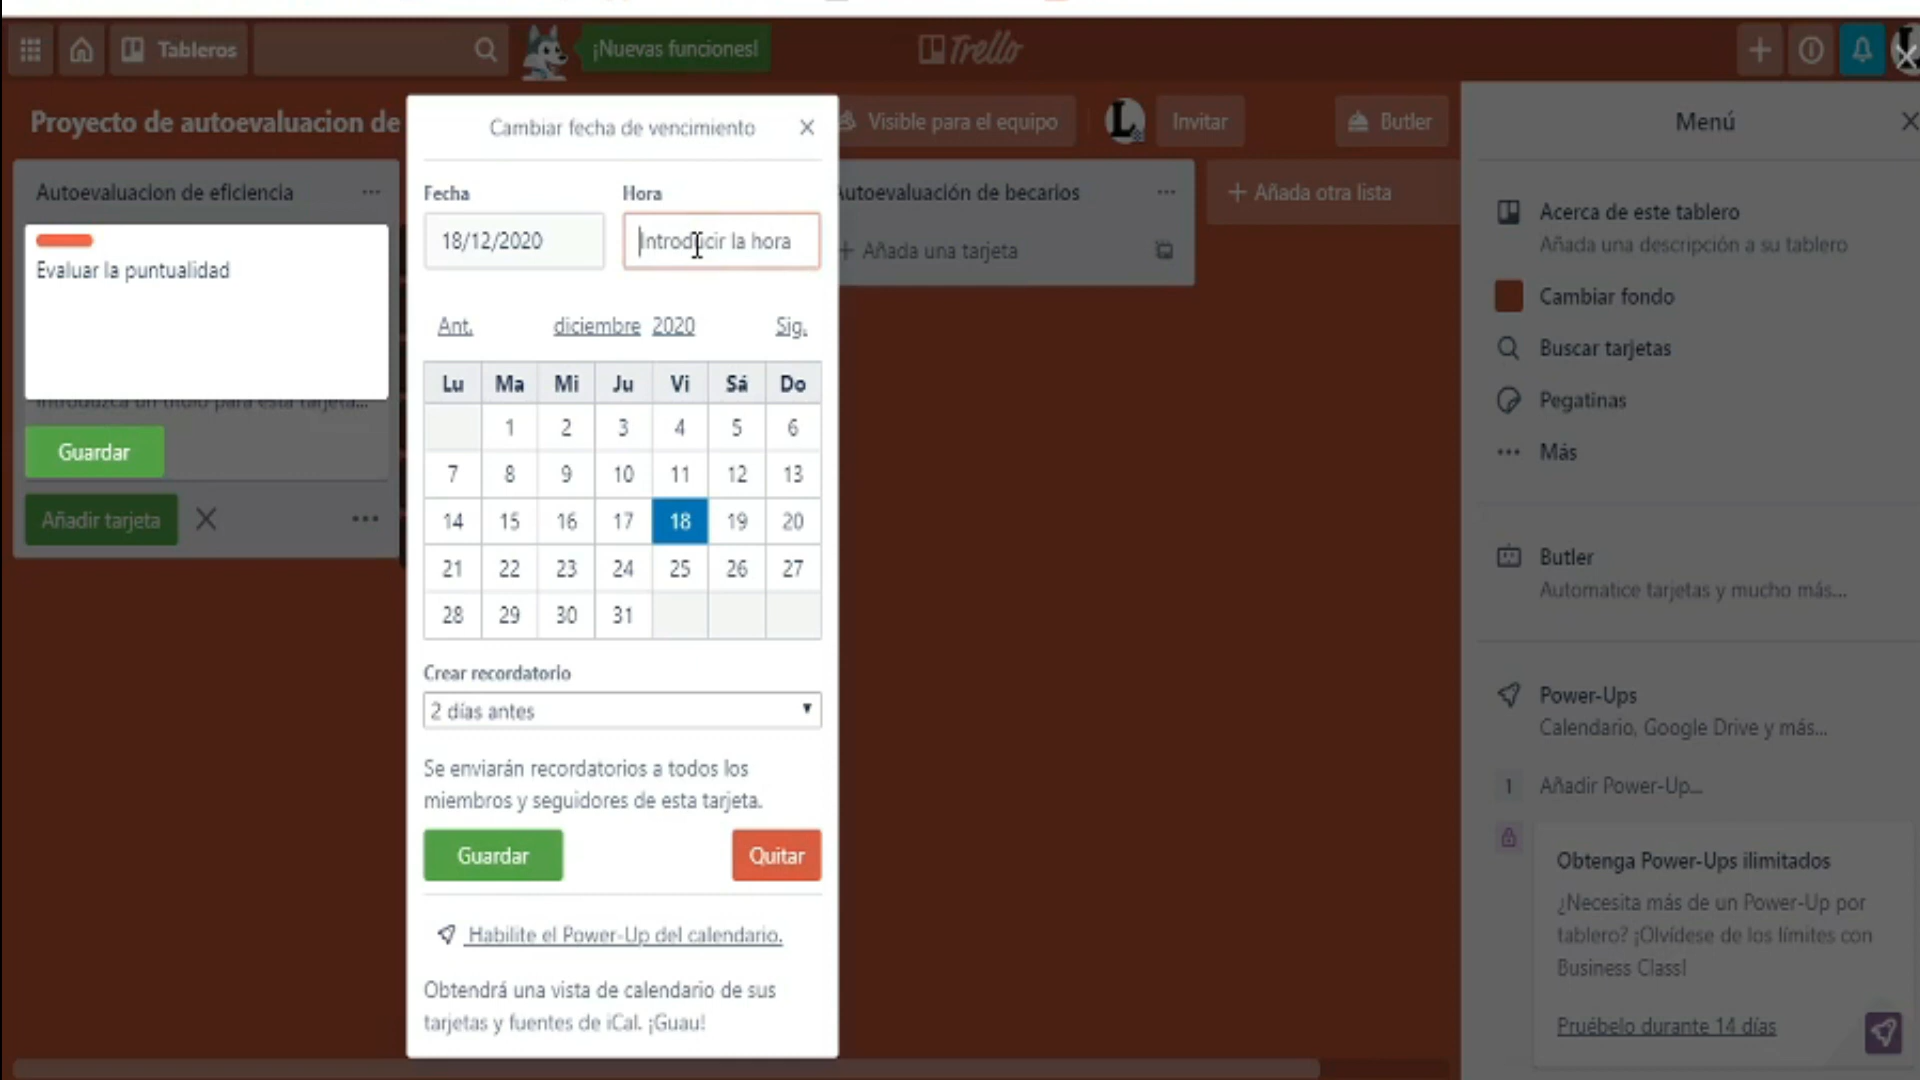 Tableros
¡Nuevas funciones!
Trello
Proyecto de autoevaluacion de
Visible para el equipo
L
Invitar
Butler
Autoevaluacion de eficiencia
Evaluar la puntualidad
Introduzca un título para esta tarjeta...
Guardar
Añadir tarjeta
Cambiar fecha de vencimiento
Fecha
Hora
18/12/2020
Introducir la hora
Ant.
diciembre 2020
Sig.
Lu Ma Mi Ju Vi Sá Do
1 2 3 4 5 6
7 8 9 10 11 12 13
14 15 16 17 18 19 20
21 22 23 24 25 26 27
28 29 30 31
Crear recordatorio
2 días antes
Se enviarán recordatorios a todos los
miembros y seguidores de esta tarjeta.
Guardar
Quitar
Habilite el Power-Up del calendario.
Obtendrá una vista de calendario de sus
tarjetas y fuentes de iCal. ¡Guau!
Autoevaluación de becarios
+ Añada una tarjeta
+ Añada otra lista
Menú
Acerca de este tablero
Añada una descripción a su tablero
Cambiar fondo
Buscar tarjetas
Pegatinas
Más
Butler
Automatice tarjetas y mucho más...
Power-Ups
Calendario, Google Drive y más...
1 Añadir Power-Up...
Obtenga Power-Ups ilimitados
¿Necesita más de un Power-Up por
tablero? ¡Olvídese de los límites con
Business Class!
Pruébelo durante 14 días